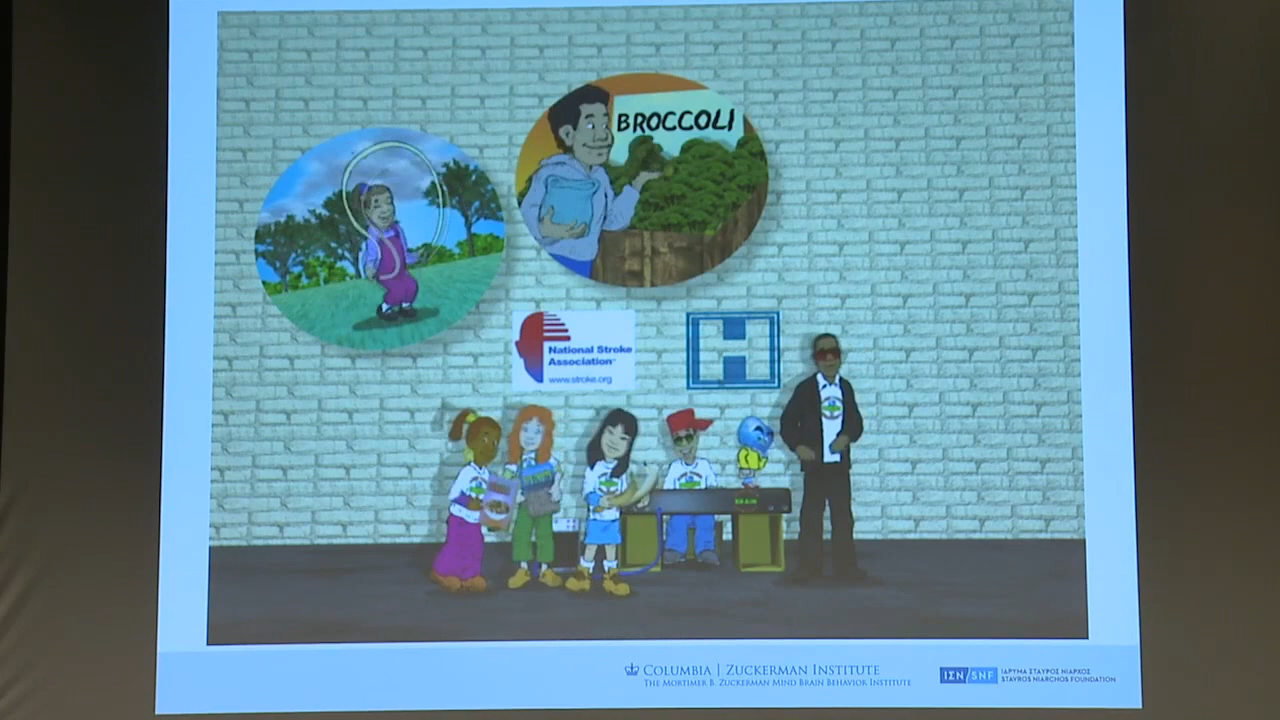 BROCCOLI
National Stroke
Association
www.stroke.org
BRAIN
COLUMBIA | ZUCKERMAN INSTITUTE
THE MORTIMER B. ZUCKERMAN MIND BRAIN BEHAVIOR INSTITUTE
ΙΣΝ/SNF
ΙΔΡΥΜΑ ΣΤΑΥΡΟΣ ΝΙΑΡΧΟΣ
STAVROS NIARCHOS FOUNDATION